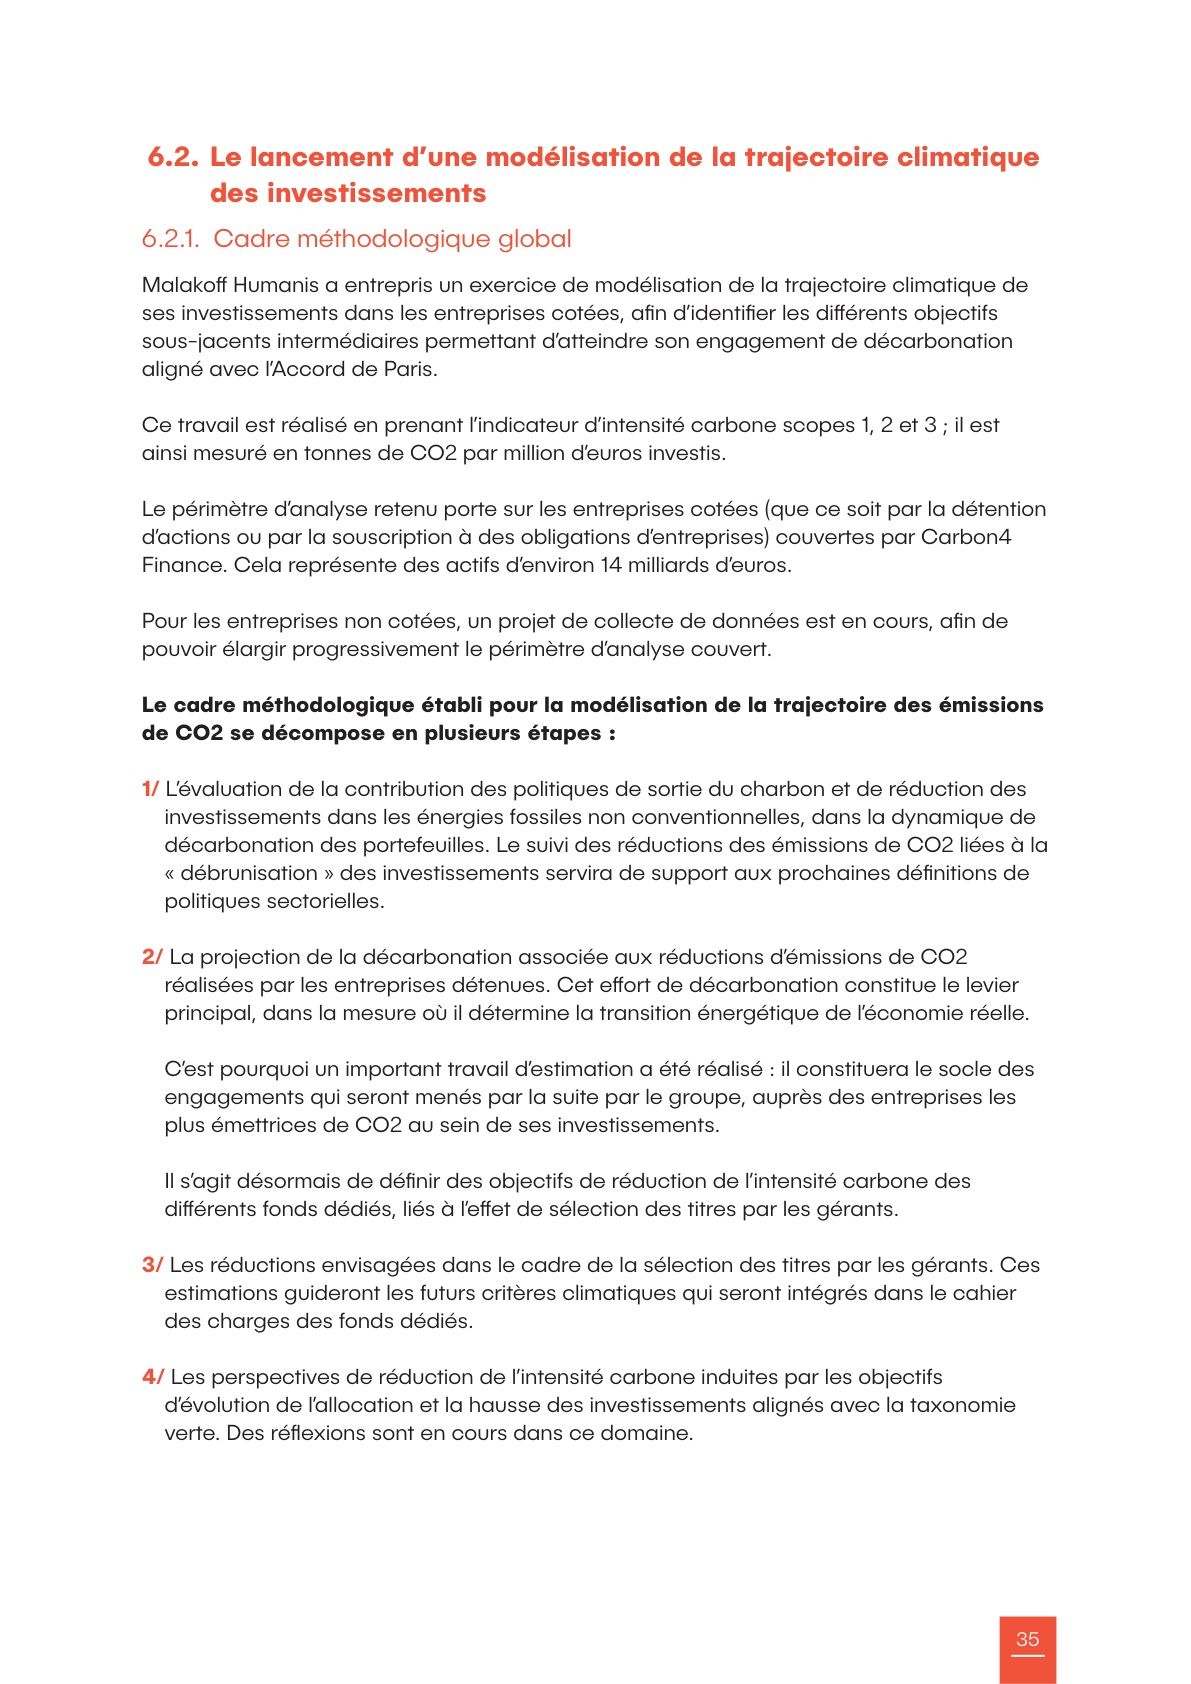 6.2. Le lancement d’une modélisation de la trajectoire climatique
des investissements
6.2.1. Cadre méthodologique global
Malakoff Humanis a entrepris un exercice de modélisation de la trajectoire climatique de
ses investissements dans les entreprises cotées, afin d’identifier les différents objectifs
sous-jacents intermédiaires permettant d’atteindre son engagement de décarbonation
aligné avec l’Accord de Paris.
Ce travail est réalisé en prenant l’indicateur d’intensité carbone scopes 1, 2 et 3 ; il est
ainsi mesuré en tonnes de CO2 par million d’euros investis.
Le périmètre d’analyse retenu porte sur les entreprises cotées (que ce soit par la détention
d’actions ou par la souscription à des obligations d’entreprises) couvertes par Carbon4
Finance. Cela représente des actifs d’environ 14 milliards d’euros.
Pour les entreprises non cotées, un projet de collecte de données est en cours, afin de
pouvoir élargir progressivement le périmètre d’analyse couvert.
Le cadre méthodologique établi pour la modélisation de la trajectoire des émissions
de CO2 se décompose en plusieurs étapes :
1/ L’évaluation de la contribution des politiques de sortie du charbon et de réduction des
investissements dans les énergies fossiles non conventionnelles, dans la dynamique de
décarbonation des portefeuilles. Le suivi des réductions des émissions de CO2 liées à la
« débrunisation » des investissements servira de support aux prochaines définitions de
politiques sectorielles.
2/ La projection de la décarbonation associée aux réductions d’émissions de CO2
réalisées par les entreprises détenues. Cet effort de décarbonation constitue le levier
principal, dans la mesure où il détermine la transition énergétique de l’économie réelle.
C’est pourquoi un important travail d’estimation a été réalisé : il constituera le socle des
engagements qui seront menés par la suite par le groupe, auprès des entreprises les
plus émettrices de CO2 au sein de ses investissements.
Il s’agit désormais de définir des objectifs de réduction de l’intensité carbone des
différents fonds dédiés, liés à l’effet de sélection des titres par les gérants.
3/ Les réductions envisagées dans le cadre de la sélection des titres par les gérants. Ces
estimations guideront les futurs critères climatiques qui seront intégrés dans le cahier
des charges des fonds dédiés.
4/ Les perspectives de réduction de l’intensité carbone induites par les objectifs
d’évolution de l’allocation et la hausse des investissements alignés avec la taxonomie
verte. Des réflexions sont en cours dans ce domaine.
35